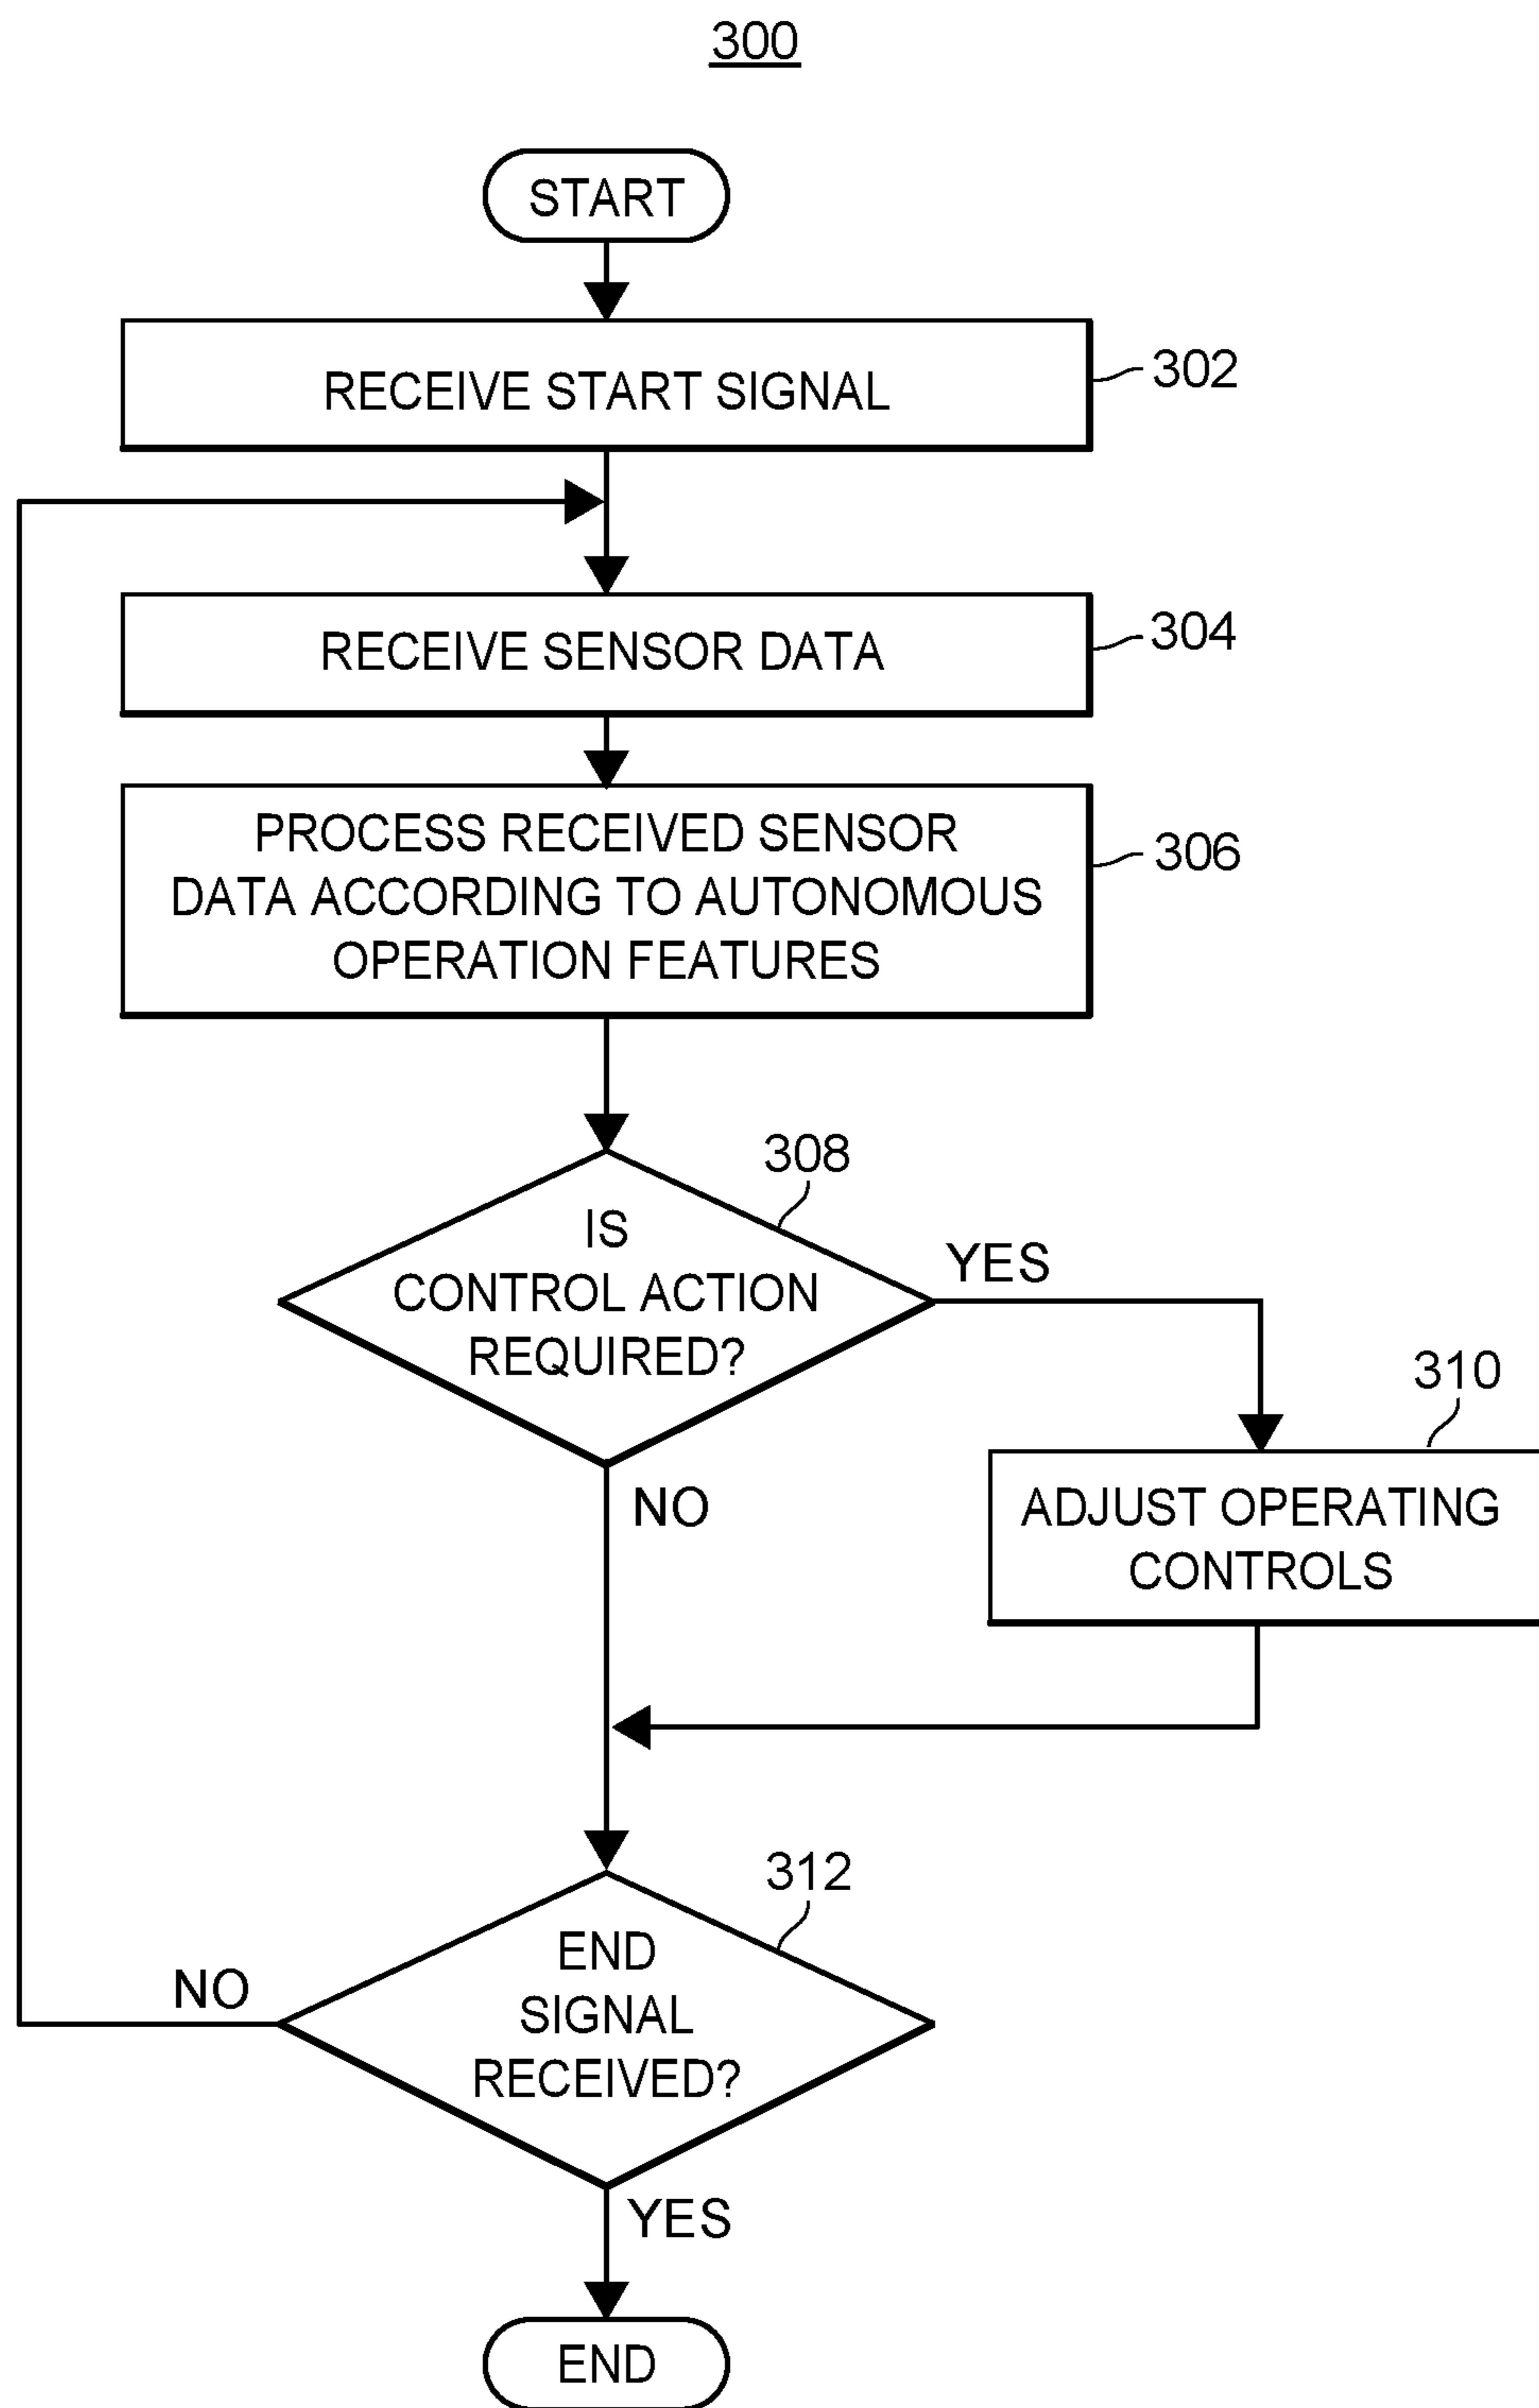 300
START
RECEIVE START SIGNAL
302
RECEIVE SENSOR DATA
304
PROCESS RECEIVED SENSOR
DATA ACCORDING TO AUTONOMOUS
OPERATION FEATURES
306
308
IS
CONTROL ACTION
REQUIRED?
YES
NO
310
ADJUST OPERATING
CONTROLS
312
END
SIGNAL
RECEIVED?
NO
YES
END